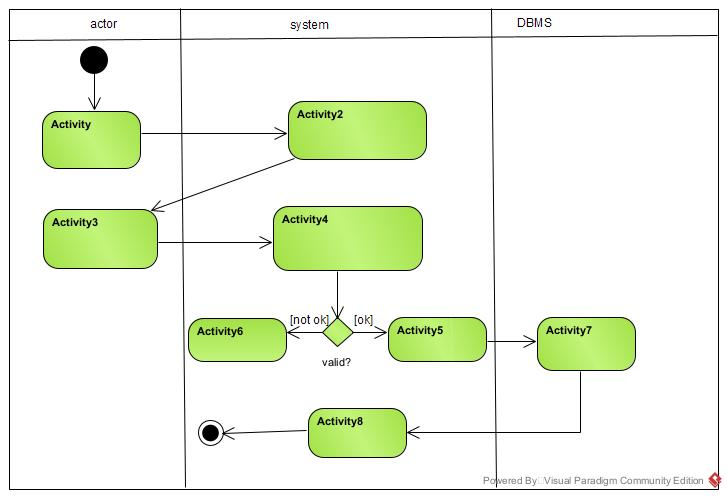 actor
system
DBMS
Activity
Activity2
Activity3
Activity4
[not ok]
[ok]
Activity6
Activity5
Activity7
valid?
Activity8
Powered By Visual Paradigm Community Edition